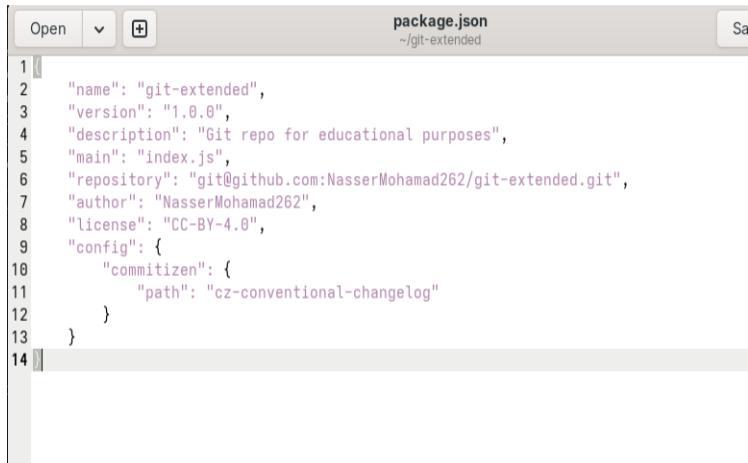 Open
package.json
~/git-extended
Sa
1 {
2 "name": "git-extended",
3 "version": "1.0.0",
4 "description": "Git repo for educational purposes",
5 "main": "index.js",
6 "repository": "git@github.com:NasserMohamad262/git-extended.git",
7 "author": "NasserMohamad262",
8 "license": "CC-BY-4.0",
9 "config": {
10 "commitizen": {
11 "path": "cz-conventional-changelog"
12 }
13 }
14 }